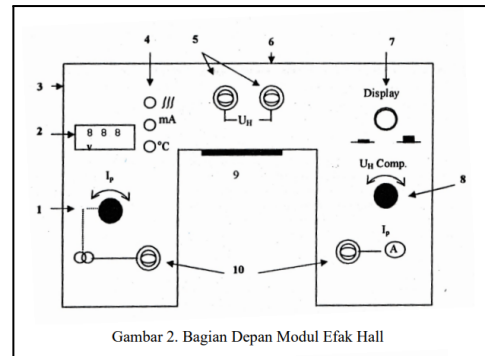 4
5
6
7
3
Display
∫∫∫
mA
2
8 8 8
v
°C
U_H
U_H Comp.
9
I_p
8
1
I_p
A
10
Gambar 2. Bagian Depan Modul Efak Hall